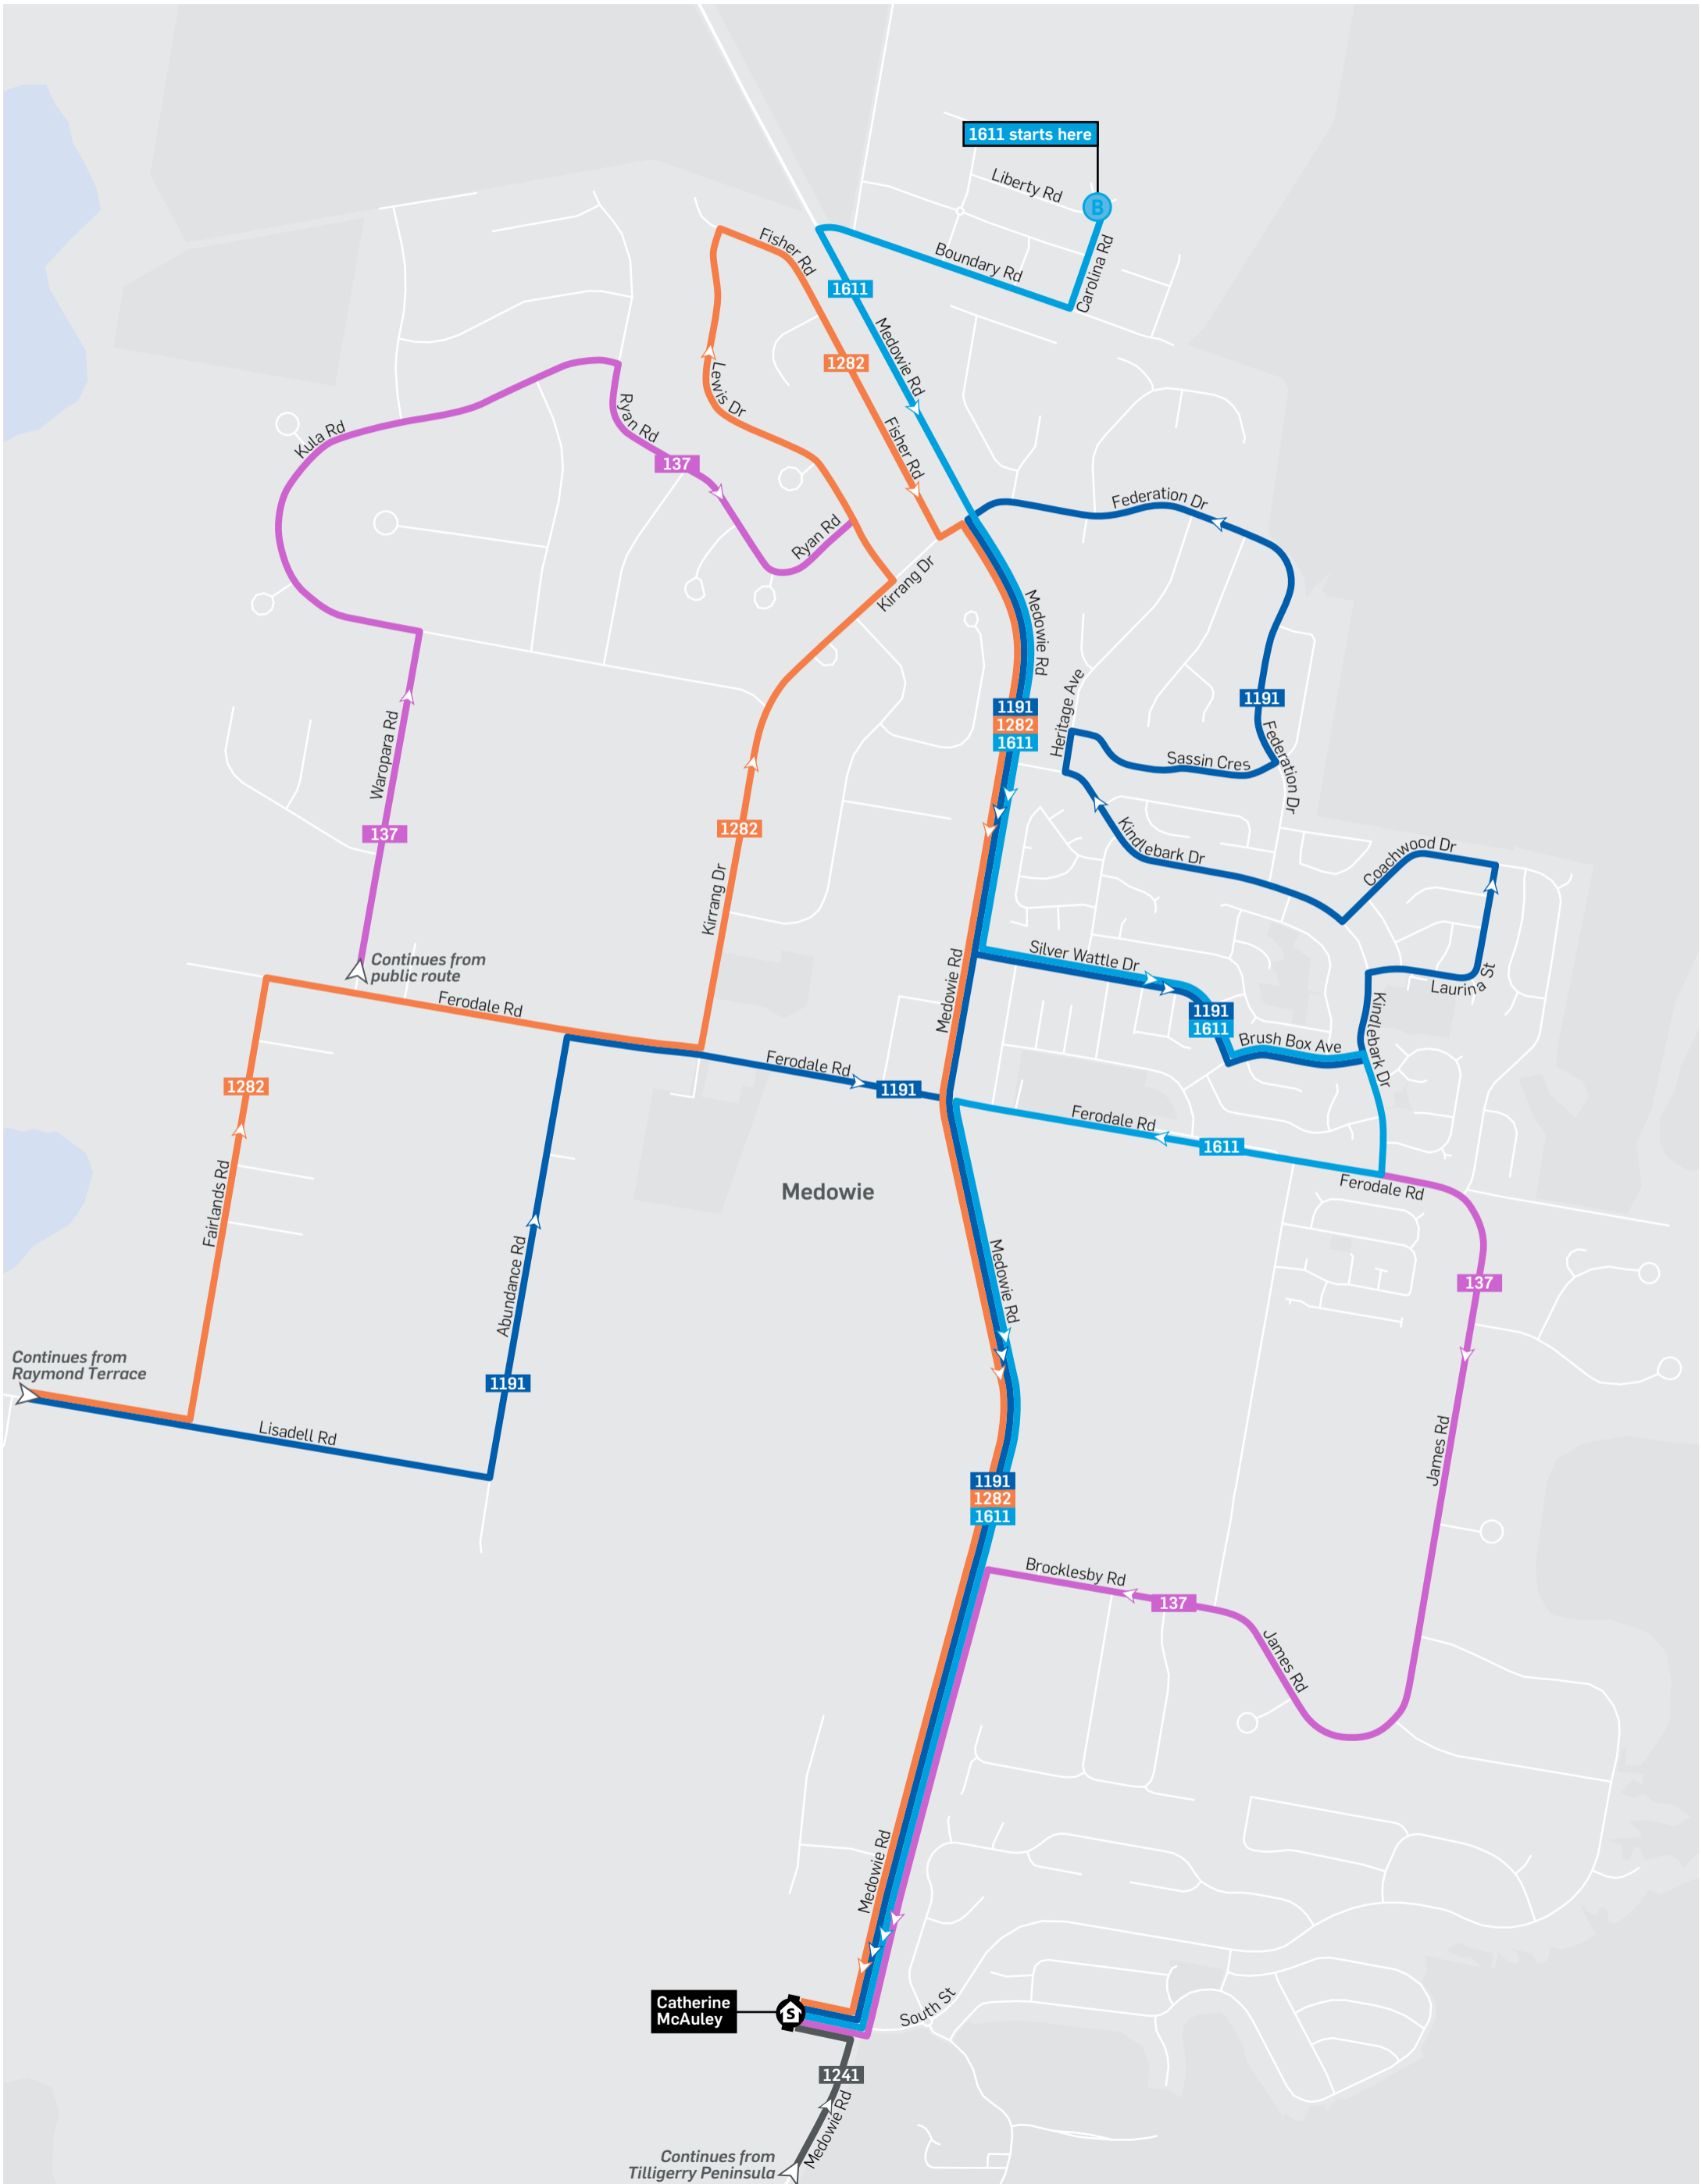 1611 starts here
Liberty Rd
B
Carolina Rd
Boundary Rd
Fisher Rd
1611
Medowie Rd
1282
Lewis Dr
Ryan Rd
Kula Rd
137
Fisher Rd
Federation Dr
Ryan Rd
Kirrang Dr
Medowie Rd
Heritage Ave
1191
1191
1282
1611
Federation Dr
Sassin Cres
Waropara Rd
137
1282
Kindlebark Dr
Coachwood Dr
Kirrang Dr
Continues from
public route
Ferodale Rd
Medowie Rd
Silver Wattle Dr
Laurina St
1191
1611
Kindlebark Dr
Brush Box Ave
Ferodale Rd
1191
1282
Ferodale Rd
1611
Ferodale Rd
Medowie
Fairlands Rd
Abundance Rd
Medowie Rd
137
Continues from
Raymond Terrace
1191
Lisadell Rd
James Rd
1191
1282
1611
Brocklesby Rd
137
James Rd
Medowie Rd
Catherine
McAuley
S
South St
1241
Medowie Rd
Continues from
Tilligerry Peninsula